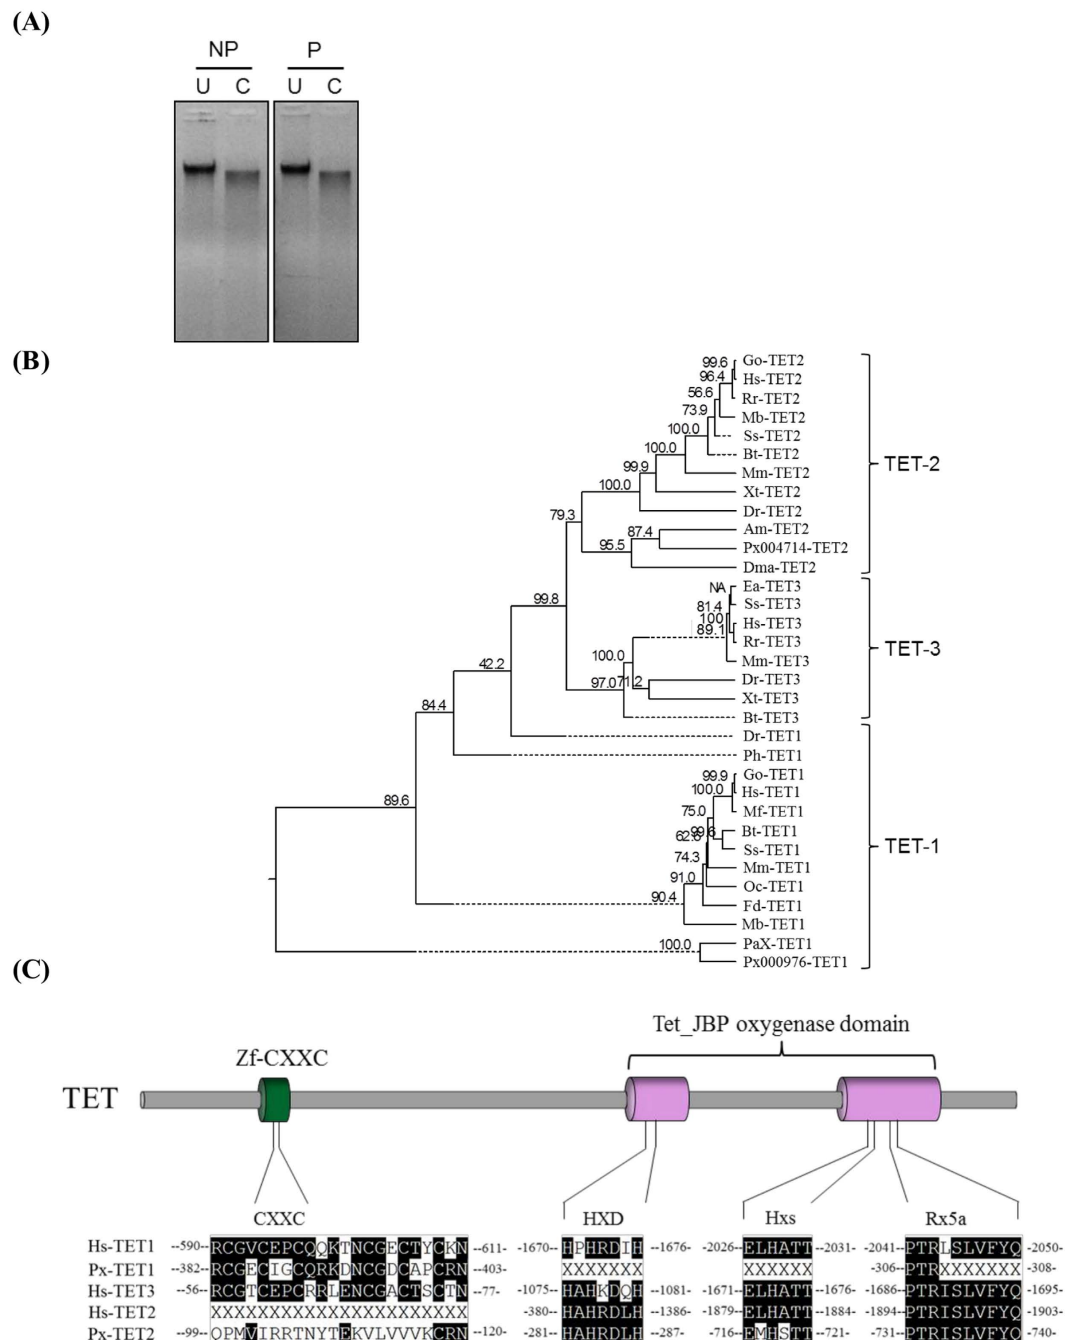 (A)
NP P
U C U C
(B)
99.6 Go-TET2
96.4 Hs-TET2
56.6 Rr-TET2
73.9 Mb-TET2
100.0 Ss-TET2
100.0 Bt-TET2
99.9 Mm-TET2
100.0 Xt-TET2
Dr-TET2
79.3
87.4 Am-TET2
95.5 Px004714-TET2
Dma-TET2
TET-2
99.8
NA Ea-TET3
81.4 Ss-TET3
100 Hs-TET3
89.1 Rr-TET3
Mm-TET3
100.0
97.0 71.2 Dr-TET3
Xt-TET3
Bt-TET3
TET-3
42.2 Dr-TET1
84.4 Ph-TET1
99.9 Go-TET1
100.0 Hs-TET1
75.0 Mf-TET1
99.6 Bt-TET1
Ss-TET1
74.3 Mm-TET1
91.0 Oc-TET1
90.4 Fd-TET1
Mb-TET1
89.6
100.0 PaX-TET1
Px000976-TET1
TET-1
(C)
Tet_JBP oxygenase domain
Zf-CXXC
TET
CXXC HXD Hxs Rx5a
Hs-TET1 --590--RCGVCEPCQQKTNCGECTYCKN--611- -1670--HPHRDIH--1676- -2026--ELHATT--2031- -2041-PTRLSLVFYQ-2050-
Px-TET1 --382--RCGECIGCQRKDNCGDCAPCRN--403- XXXXXXX XXXXXX -306--PTRXXXXXXX-308-
Hs-TET3 --56--RCGTCEPCRRLENCGACTSCTN--77- -1075--HAHKDQH--1081- -1671--ELHATT--1676- -1686-PTRISLVFYQ-1695-
Hs-TET2 XXXXXXXXXXXXXXXXXXXXXX -380--HAHRDLH--1386- -1879--ELHATT--1884- -1894-PTRISLVFYQ-1903-
Px-TET2 --99--QPMVIRRTNYTEKVLVVVKCRN--120- -281--HAHRDLH--287- -716--EMHSTT--721- -731--PTRISLVFYQ-740-